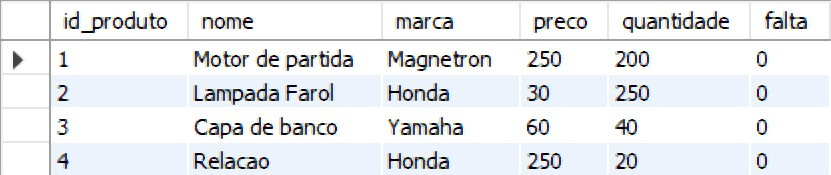 id_produto nome marca preco quantidade falta
1 Motor de partida Magnetron 250 200 0
2 Lampada Farol Honda 30 250 0
3 Capa de banco Yamaha 60 40 0
4 Relacao Honda 250 20 0